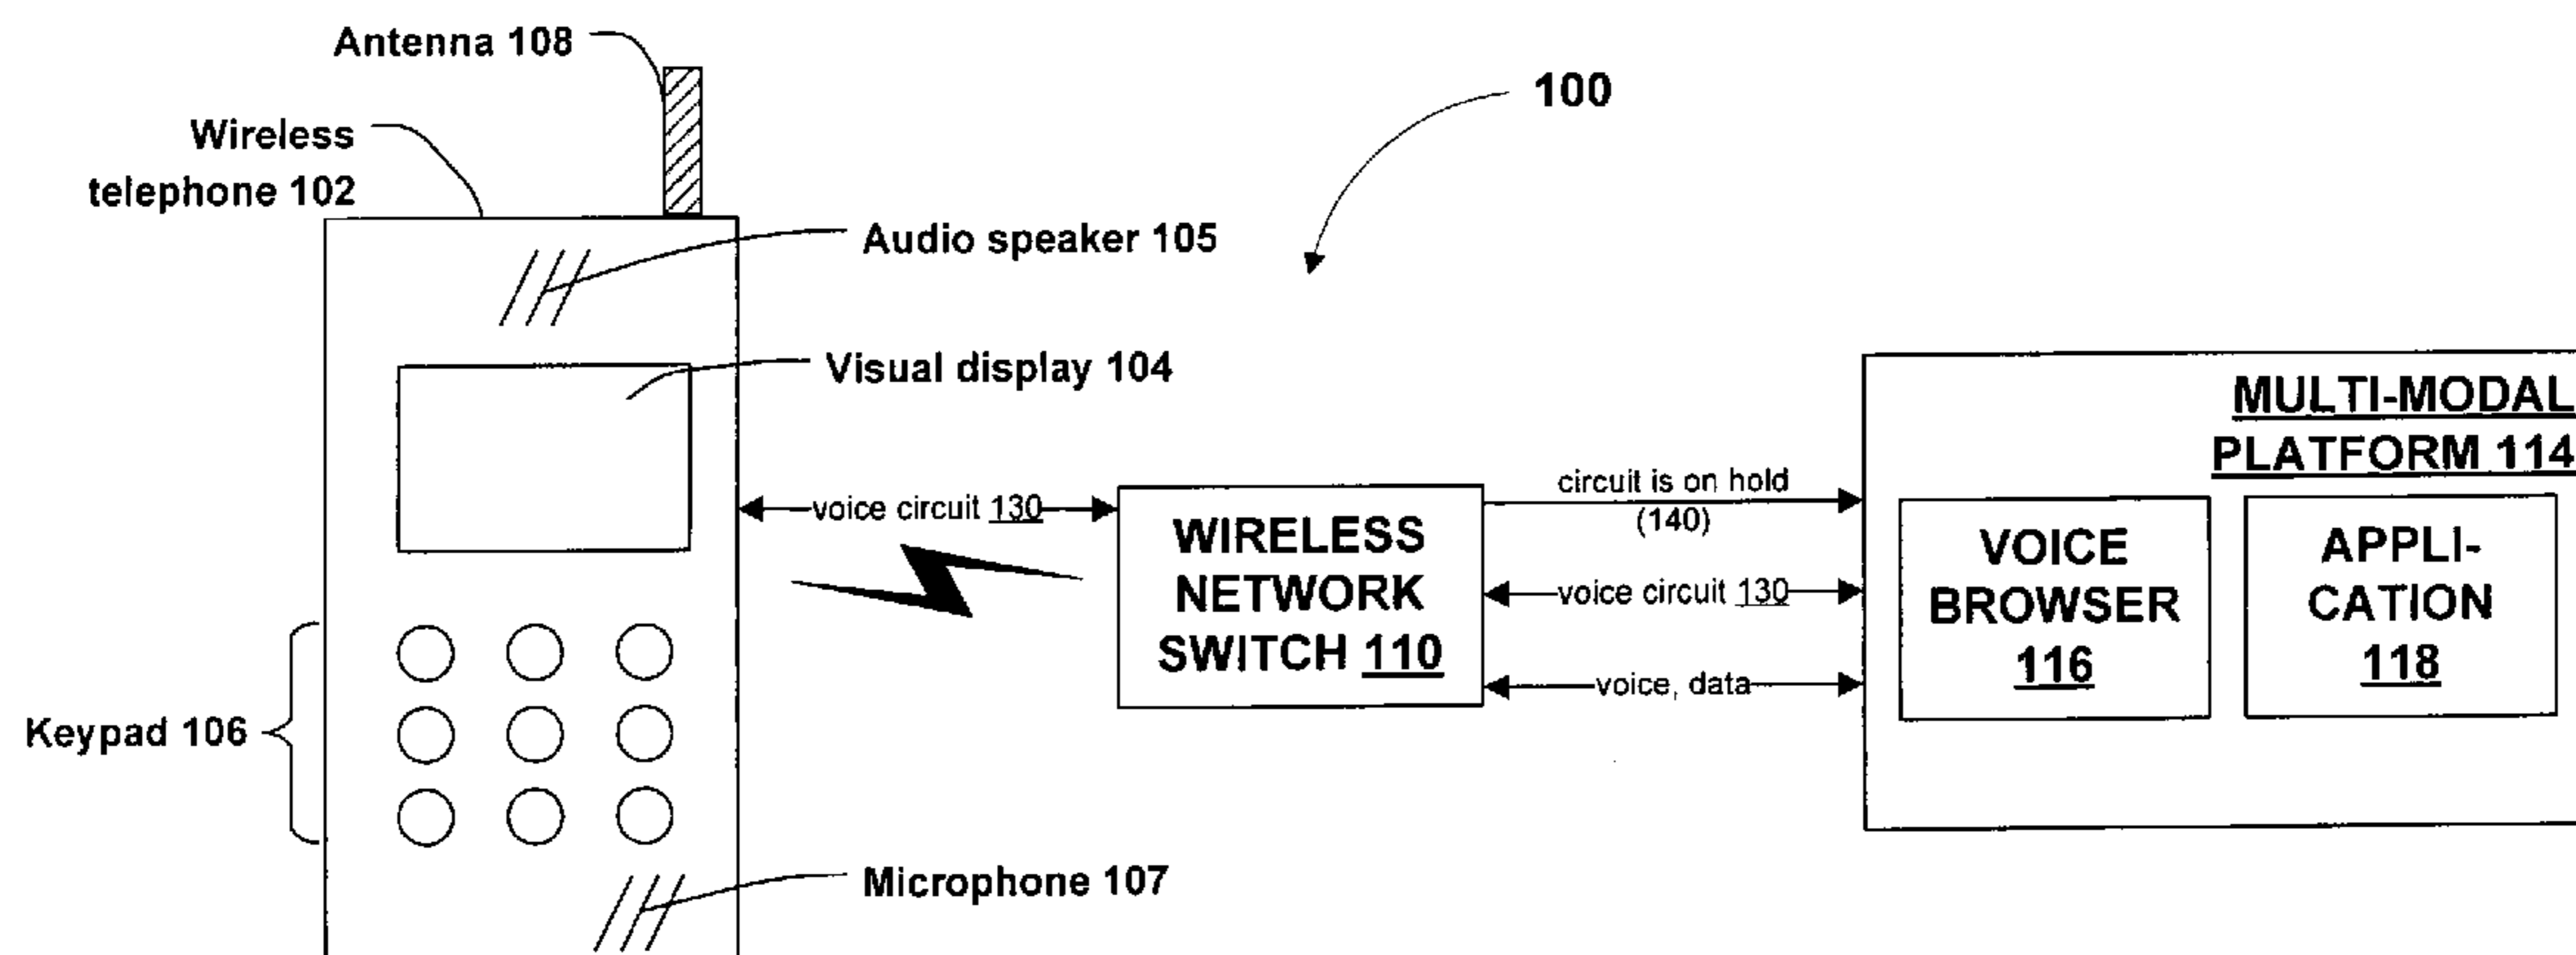 Antenna 108
100
Wireless
telephone 102
Audio speaker 105
Visual display 104
MULTI-MODAL
PLATFORM 114
circuit is on hold
(140)
voice circuit 130
WIRELESS
NETWORK
SWITCH 110
voice circuit 130
voice, data
VOICE
BROWSER
116
APPLI-
CATION
118
Keypad 106
Microphone 107